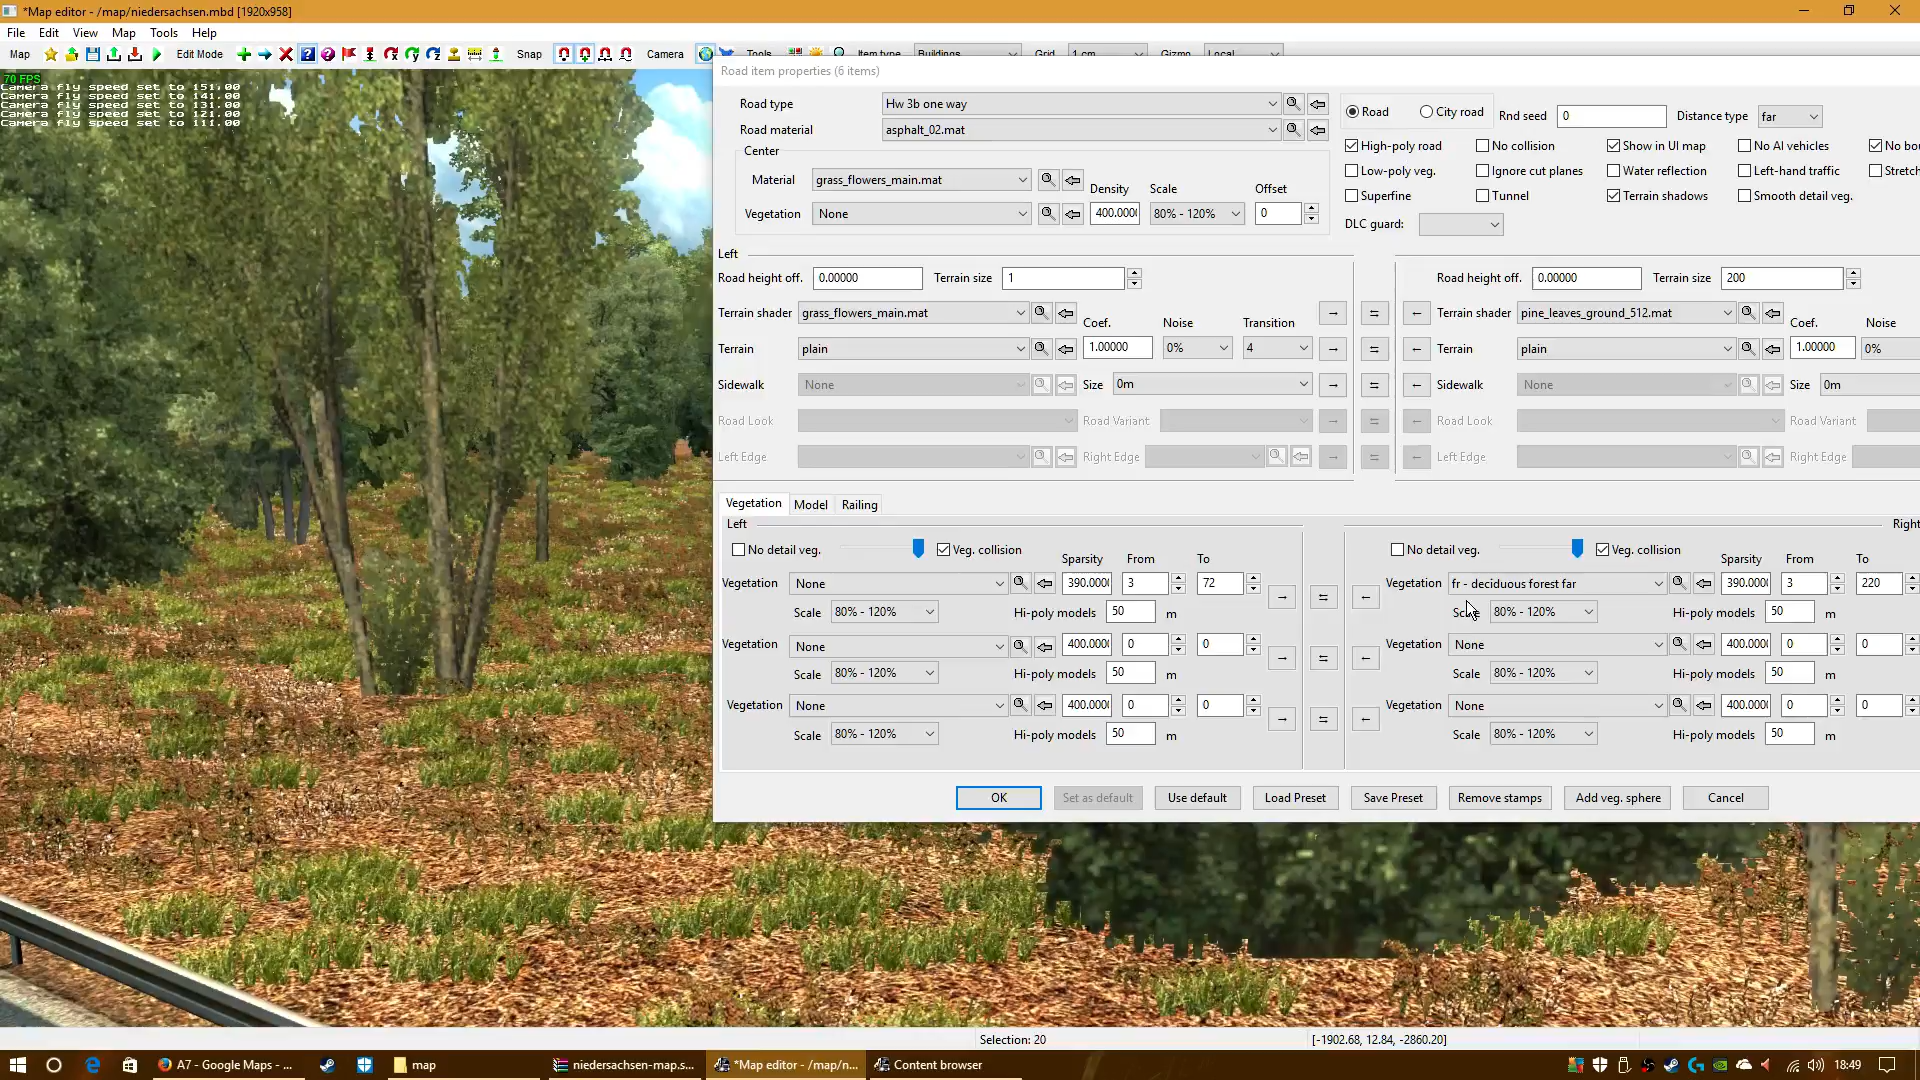 *Map editor - /map/niedersachsen.mbd [1920x958]
File Edit View Map Tools Help
Map Edit Mode Snap Camera Tools Item type Buildings Grid 1 cm Gizmo Local
70 FPS
Camera fly speed set to 151.00
Camera fly speed set to 141.00
Camera fly speed set to 131.00
Camera fly speed set to 121.00
Camera fly speed set to 111.00
Road item properties (6 items)
Road type Hw 3b one way Road City road Rnd seed 0 Distance type far
Road material asphalt_02.mat
High-poly road No collision Show in UI map No AI vehicles
Center
Low-poly veg. Ignore cut planes Water reflection Left-hand traffic
Material grass_flowers_main.mat Density Scale Offset
Superfine Tunnel Terrain shadows Smooth detail veg.
Vegetation None 400.000 80% - 120% 0
DLC guard:
Left
Road height off. 0.00000 Terrain size 1 Road height off. 0.00000 Terrain size 200
Terrain shader grass_flowers_main.mat Coef. Noise Transition Terrain shader pine_leaves_ground_512.mat Coef. Noise
Terrain plain 1.00000 0% 4 Terrain plain 1.00000 0%
Sidewalk None Size 0m Sidewalk None Size 0m
Road Look Road Variant Road Look Road Variant
Left Edge Right Edge Left Edge Right Edge
Vegetation Model Railing
Left Right
No detail veg. Veg. collision Sparsity From To No detail veg. Veg. collision Sparsity From To
Vegetation None 390.000 3 72 Vegetation fr - deciduous forest far 390.000 3 220
Scale 80% - 120% Hi-poly models 50 m Scale 80% - 120% Hi-poly models 50 m
Vegetation None 400.000 0 0 Vegetation None 400.000 0 0
Scale 80% - 120% Hi-poly models 50 m Scale 80% - 120% Hi-poly models 50 m
Vegetation None 400.000 0 0 Vegetation None 400.000 0 0
Scale 80% - 120% Hi-poly models 50 m Scale 80% - 120% Hi-poly models 50 m
OK Set as default Use default Load Preset Save Preset Remove stamps Add veg. sphere Cancel
Selection: 20 [-1902.68, 12.84, -2860.20]
A7 - Google Maps - ... map niedersachsen-map.s... *Map editor - /map/n... Content browser 18:49